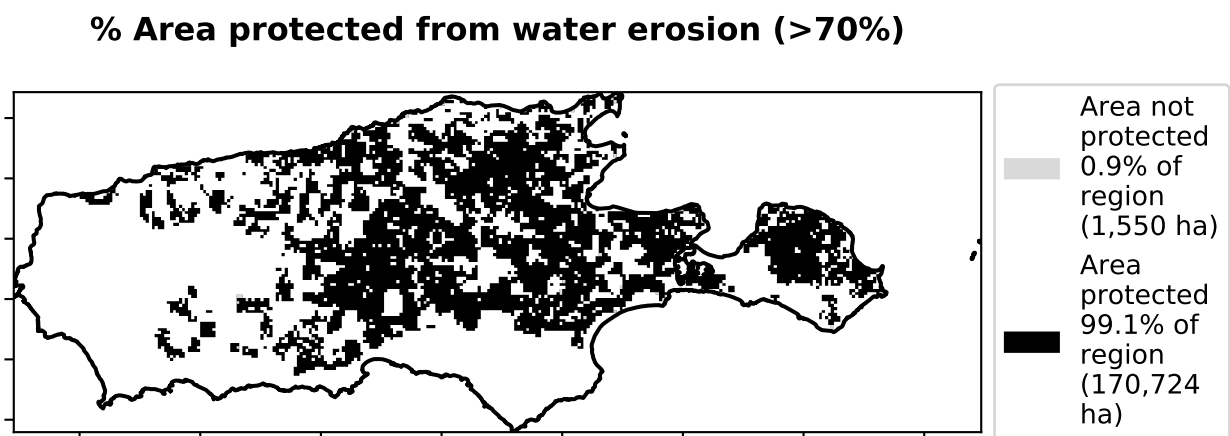 % Area protected from water erosion (>70%)
Area not
protected
0.9% of
region
(1,550 ha)
Area
protected
99.1% of
region
(170,724
ha)